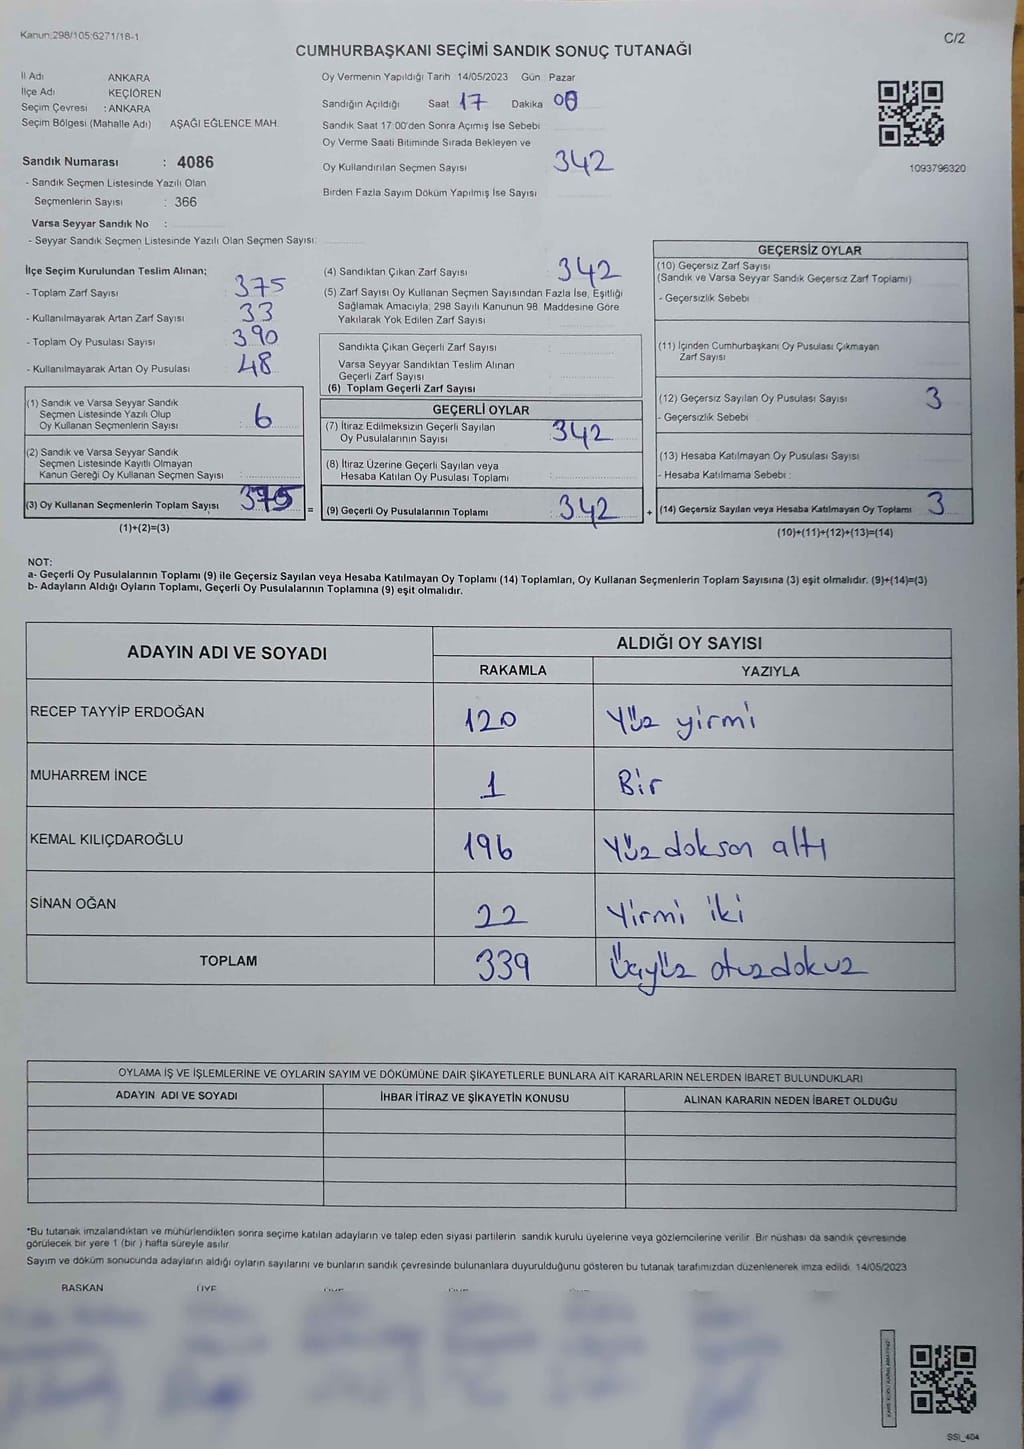 Kanun:298/105;6271/18-1
C/2
CUMHURBAŞKANI SEÇİMİ SANDIK SONUÇ TUTANAĞI
İl Adı ANKARA
İlçe Adı KEÇİÖREN
Seçim Çevresi : ANKARA
Seçim Bölgesi (Mahalle Adı) AŞAĞI EĞLENCE MAH.
Sandık Numarası : 4086
- Sandık Seçmen Listesinde Yazılı Olan
Seçmenlerin Sayısı : 366
Varsa Seyyar Sandık No :
- Seyyar Sandık Seçmen Listesinde Yazılı Olan Seçmen Sayısı:
Oy Vermenin Yapıldığı Tarih 14/05/2023 Gün Pazar
Sandığın Açıldığı Saat 17 Dakika 00
Sandık Saat 17:00'den Sonra Açımış İse Sebebi
Oy Verme Saati Bitiminde Sırada Bekleyen ve
Oy Kullandırılan Seçmen Sayısı 342
Birden Fazla Sayım Döküm Yapılmış İse Sayısı
1093796320
İlçe Seçim Kurulundan Teslim Alınan;
- Toplam Zarf Sayısı 375
- Kullanılmayarak Artan Zarf Sayısı 33
- Toplam Oy Pusulası Sayısı 390
- Kullanılmayarak Artan Oy Pusulası 48
(1) Sandık ve Varsa Seyyar Sandık
Seçmen Listesinde Yazılı Olup
Oy Kullanan Seçmenlerin Sayısı : 6
(2) Sandık ve Varsa Seyyar Sandık
Seçmen Listesinde Kayıtlı Olmayan
Kanun Gereği Oy Kullanan Seçmen Sayısı :
(3) Oy Kullanan Seçmenlerin Toplam Sayısı 375 =
(1)+(2)=(3)
(4) Sandıktan Çıkan Zarf Sayısı 342
(5) Zarf Sayısı Oy Kullanan Seçmen Sayısından Fazla İse, Eşitliği
Sağlamak Amacıyla; 298 Sayılı Kanunun 98. Maddesine Göre
Yakılarak Yok Edilen Zarf Sayısı
Sandıkta Çıkan Geçerli Zarf Sayısı
Varsa Seyyar Sandıktan Teslim Alınan
Geçerli Zarf Sayısı
(6) Toplam Geçerli Zarf Sayısı
GEÇERLİ OYLAR
(7) İtiraz Edilmeksizin Geçerli Sayılan
Oy Pusulalarının Sayısı 342
(8) İtiraz Üzerine Geçerli Sayılan veya
Hesaba Katılan Oy Pusulası Toplamı
(9) Geçerli Oy Pusulalarının Toplamı : 342 +
GEÇERSİZ OYLAR
(10) Geçersiz Zarf Sayısı
(Sandık ve Varsa Seyyar Sandık Geçersiz Zarf Toplamı)
- Geçersizlik Sebebi
(11) İçinden Cumhurbaşkanı Oy Pusulası Çıkmayan
Zarf Sayısı
(12) Geçersiz Sayılan Oy Pusulası Sayısı 3
- Geçersizlik Sebebi
(13) Hesaba Katılmayan Oy Pusulası Sayısı
- Hesaba Katılmama Sebebi :
(14) Geçersiz Sayılan veya Hesaba Katılmayan Oy Toplamı 3
(10)+(11)+(12)+(13)=(14)
NOT:
a- Geçerli Oy Pusulalarının Toplamı (9) ile Geçersiz Sayılan veya Hesaba Katılmayan Oy Toplamı (14) Toplamları, Oy Kullanan Seçmenlerin Toplam Sayısına (3) eşit olmalıdır. (9)+(14)=(3)
b- Adayların Aldığı Oyların Toplamı, Geçerli Oy Pusulalarının Toplamına (9) eşit olmalıdır.
ADAYIN ADI VE SOYADI ALDIĞI OY SAYISI
RAKAMLA YAZIYLA
RECEP TAYYİP ERDOĞAN 120 Yüz yirmi
MUHARREM İNCE 1 Bir
KEMAL KILIÇDAROĞLU 196 Yüz doksan altı
SİNAN OĞAN 22 Yirmi iki
TOPLAM 339 Üçyüz otuzdokuz
OYLAMA İŞ VE İŞLEMLERİNE VE OYLARIN SAYIM VE DÖKÜMÜNE DAİR ŞİKAYETLERLE BUNLARA AİT KARARLARIN NELERDEN İBARET BULUNDUKLARI
ADAYIN ADI VE SOYADI İHBAR İTİRAZ VE ŞİKAYETİN KONUSU ALINAN KARARIN NEDEN İBARET OLDUĞU
*Bu tutanak imzalandıktan ve mühürlendikten sonra seçime katılan adayların ve talep eden siyasi partilerin sandık kurulu üyelerine veya gözlemcilerine verilir. Bir nüshası da sandık çevresinde
görülecek bir yere 1 (bir ) hafta süreyle asılır
Sayım ve döküm sonucunda adayların aldığı oyların sayılarını ve bunların sandık çevresinde bulunanlara duyurulduğunu gösteren bu tutanak tarafımızdan düzenlenerek imza edildi. 14/05/2023
BAŞKAN ÜYE
SSI_404